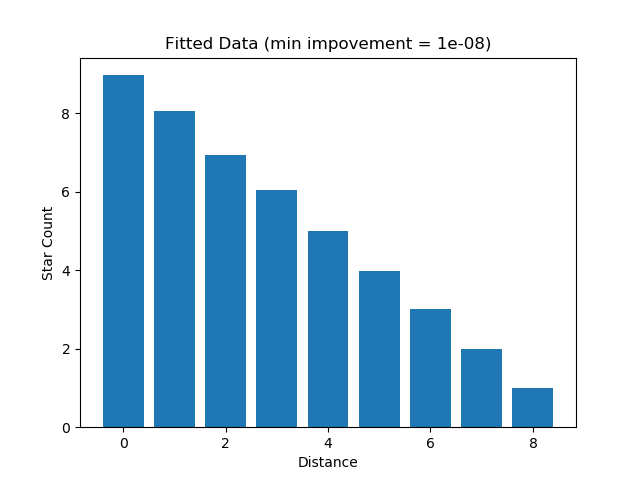 Fitted Data (min impovement = 1e-08)
8
6
4
2
0
Star Count
0 2 4 6 8
Distance